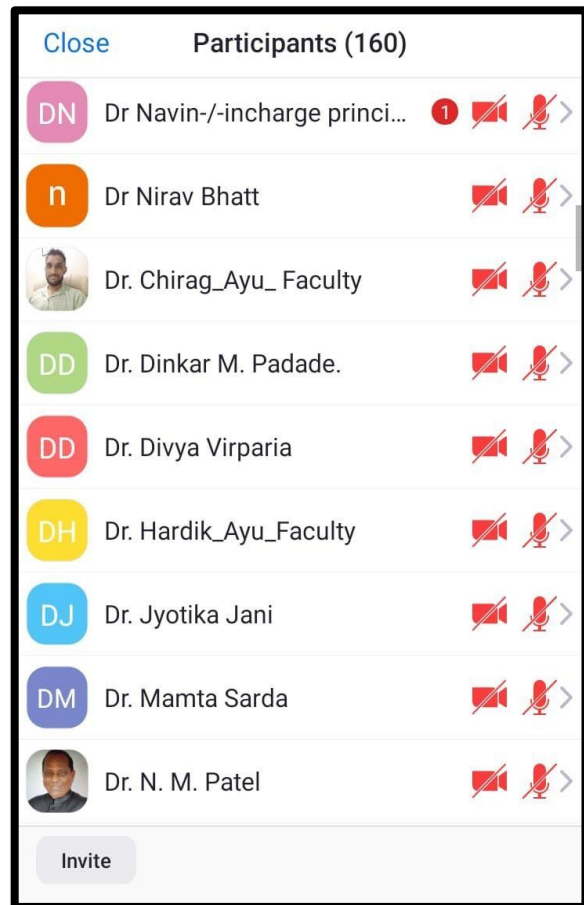 Close Participants (160)
DN Dr Navin-/-incharge princi... 1
n Dr Nirav Bhatt
Dr. Chirag_Ayu_ Faculty
DD Dr. Dinkar M. Padade.
DD Dr. Divya Virparia
DH Dr. Hardik_Ayu_Faculty
DJ Dr. Jyotika Jani
DM Dr. Mamta Sarda
Dr. N. M. Patel
Invite